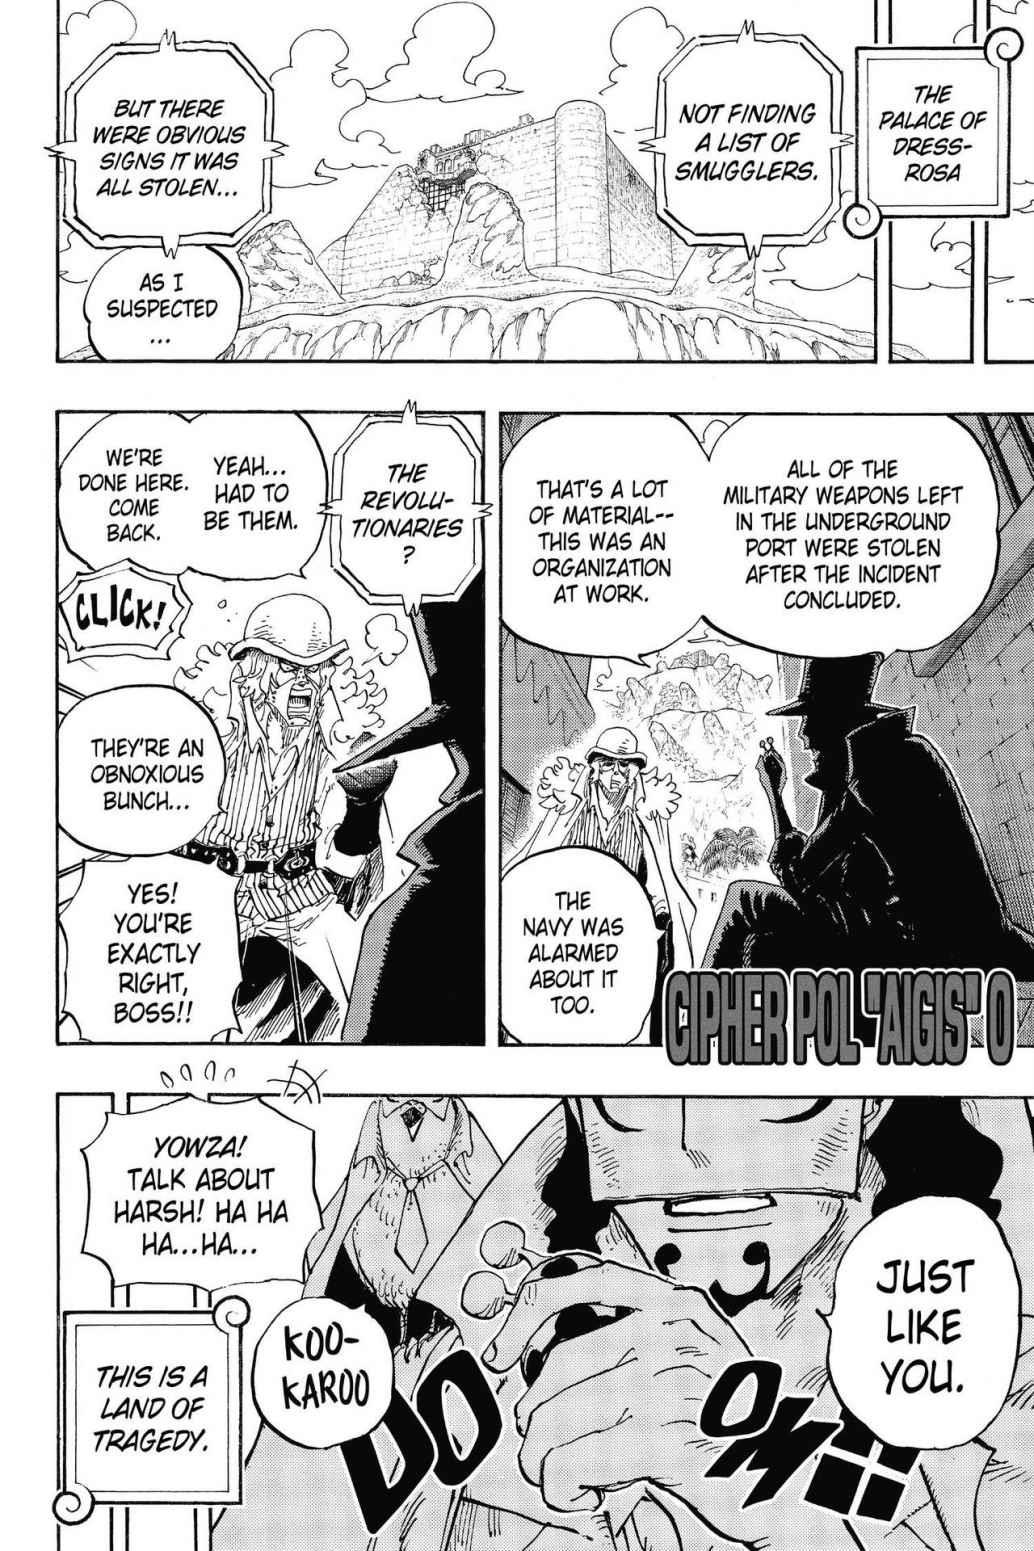 THE
PALACE OF
DRESS-
ROSA
NOT FINDING
A LIST OF
SMUGGLERS.
BUT THERE
WERE OBVIOUS
SIGNS IT WAS
ALL STOLEN...
AS I
SUSPECTED
...
ALL OF THE
MILITARY WEAPONS LEFT
IN THE UNDERGROUND
PORT WERE STOLEN
AFTER THE INCIDENT
CONCLUDED.
THAT'S A LOT
OF MATERIAL--
THIS WAS AN
ORGANIZATION
AT WORK.
THE
NAVY WAS
ALARMED
ABOUT IT
TOO.
CIPHER POL "AIGIS" 0
THE
REVOLU-
TIONARIES
?
YEAH...
HAD TO
BE THEM.
WE'RE
DONE HERE.
COME
BACK.
CLICK!
THEY'RE AN
OBNOXIOUS
BUNCH...
YES!
YOU'RE
EXACTLY
RIGHT,
BOSS!!
JUST
LIKE
YOU.
YOWZA!
TALK ABOUT
HARSH! HA HA
HA...HA...
KOO-
KAROO
DOOM!!
THIS IS A
LAND OF
TRAGEDY.